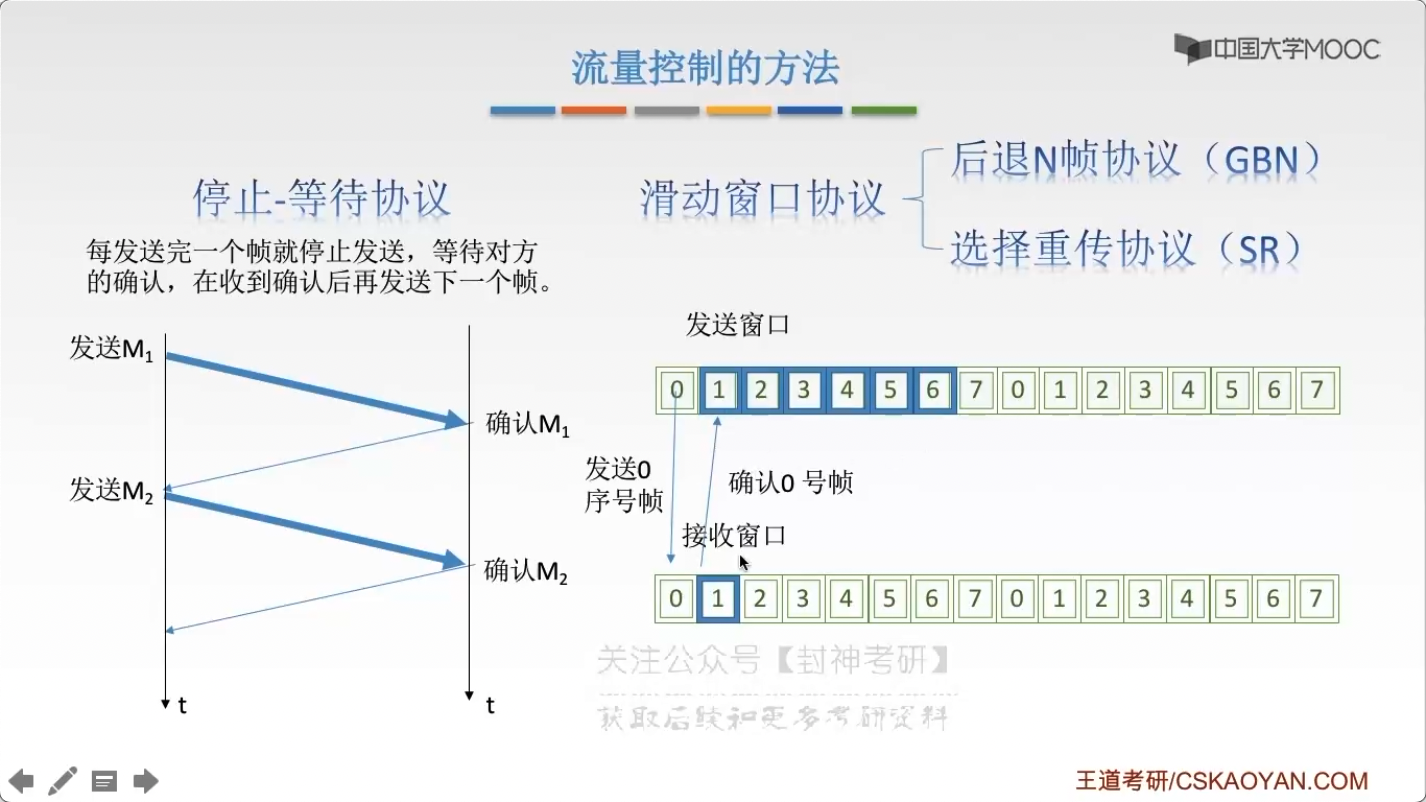 中国大学MOOC
流量控制的方法
停止-等待协议
每发送完一个帧就停止发送，等待对方
的确认，在收到确认后再发送下一个帧。
发送M1
确认M1
发送M2
确认M2
t
t
滑动窗口协议
后退N帧协议（GBN）
选择重传协议（SR）
发送窗口
0 1 2 3 4 5 6 7 0 1 2 3 4 5 6 7
发送0
序号帧
确认0 号帧
接收窗口
0 1 2 3 4 5 6 7 0 1 2 3 4 5 6 7
关注公众号【封神考研】
获取后续和更多考研资料
王道考研/CSKAOYAN.COM